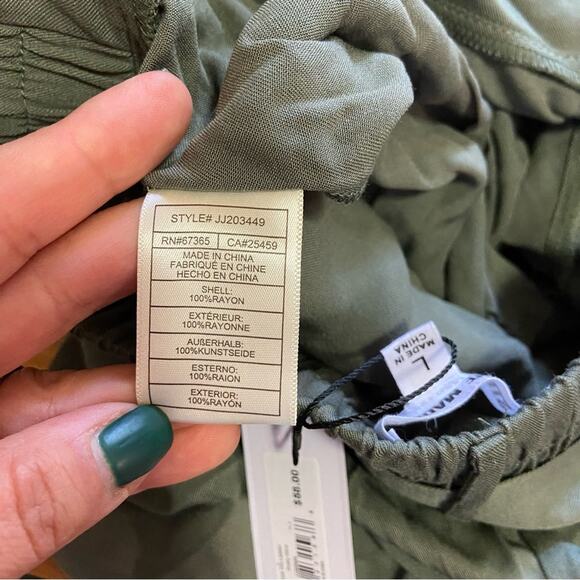 STYLE# JJ203449
RN#67365 CA#25459
MADE IN CHINA
FABRIQUÉ EN CHINE
HECHO EN CHINA
SHELL:
100%RAYON
EXTÉRIEUR:
100%RAYONNE
AUßERHALB:
100%KUNSTSEIDE
ESTERNO:
100%RAION
EXTERIOR:
100%RAYÓN
L
MADE IN
CHINA
$68.00